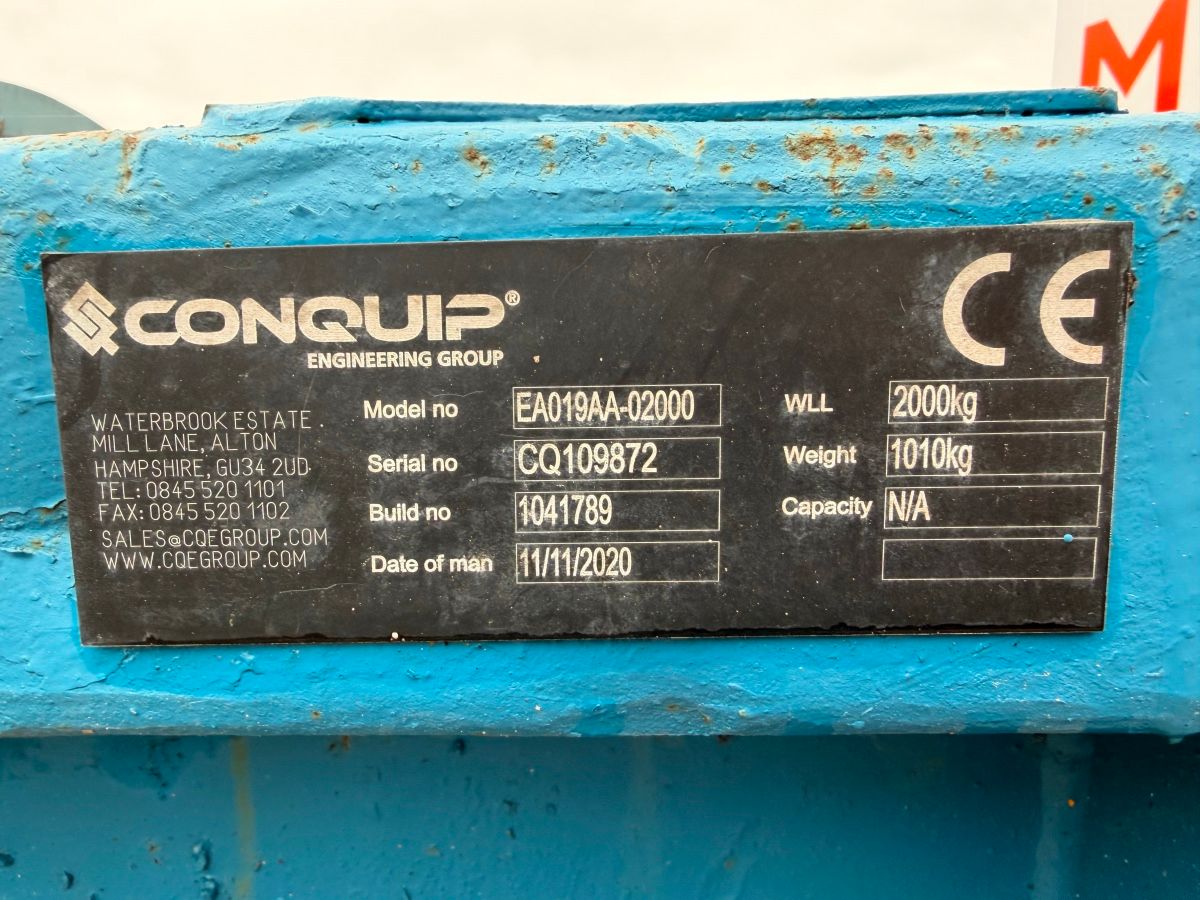 M
CONQUIP®
ENGINEERING GROUP
CE
WATERBROOK ESTATE
MILL LANE, ALTON
HAMPSHIRE, GU34 2UD
TEL: 0845 520 1101
FAX: 0845 520 1102
SALES@CQEGROUP.COM
WWW.CQEGROUP.COM
Model no EA019AA-02000
Serial no CQ109872
Build no 1041789
Date of man 11/11/2020
WLL 2000kg
Weight 1010kg
Capacity N/A